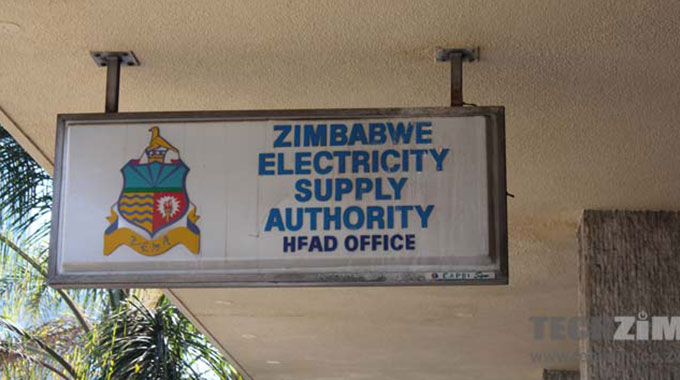 ZIMBABWE
ELECTRICITY
SUPPLY
AUTHORITY
HEAD OFFICE
TECHZIM